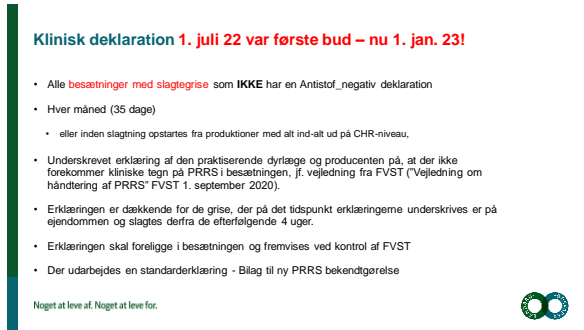 Klinisk deklaration 1. juli 22 var første bud – nu 1. jan. 23!
• Alle besætninger med slagtegrise som IKKE har en Antistof_negativ deklaration
• Hver måned (35 dage)
• eller inden slagtning opstartes fra produktioner med alt ind-alt ud på CHR-niveau,
• Underskrevet erklæring af den praktiserende dyrlæge og producenten på, at der ikke
forekommer kliniske tegn på PRRS i besætningen, jf. vejledning fra FVST ("Vejledning om
håndtering af PRRS" FVST 1. september 2020).
• Erklæringen er dækkende for de grise, der på det tidspunkt erklæringerne underskrives er på
ejendommen og slagtes derfra de efterfølgende 4 uger.
• Erklæringen skal foreligge i besætningen og fremvises ved kontrol af FVST
• Der udarbejdes en standarderklæring - Bilag til ny PRRS bekendtgørelse
Noget at leve af. Noget at leve for.